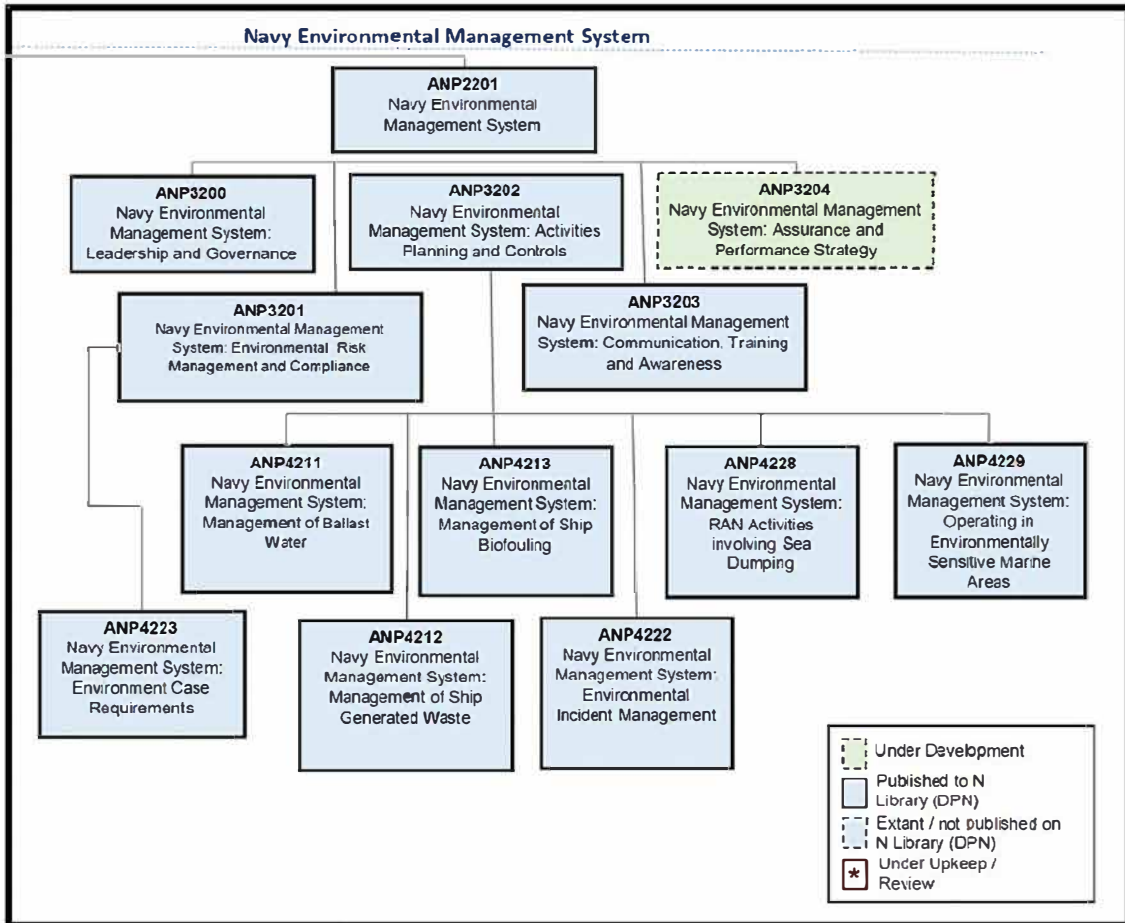 Navy Environmental Management System
ANP2201
Navy Environmental
Management System
ANP3200
Navy Environmental
Management System:
Leadership and Governance
ANP3202
Navy Environmental
Management System: Activities
Planning and Controls
ANP3204
Navy Environmental Management
System: Assurance and
Performance Strategy
ANP3201
Navy Environmental Management
System: Environmental Risk
Management and Compliance
ANP3203
Navy Environmental Management
System: Communication, Training
and Awareness
ANP4211
Navy Environmental
Management System:
Management of Ballast
Water
ANP4213
Navy Environmental
Management System:
Management of Ship
Biofouling
ANP4228
Navy Environmental
Management System:
RAN Activities
involving Sea
Dumping
ANP4229
Navy Environmental
Management System:
Operating in
Environmentally
Sensitive Marine
Areas
ANP4223
Navy Environmental
Management System:
Environment Case
Requirements
ANP4212
Navy Environmental
Management System:
Management of Ship
Generated Waste
ANP4222
Navy Environmental
Management System:
Environmental
Incident Management
Under Development
Published to N
Library (DPN)
Extant / not published on
N Library (DPN)
* Under Upkeep /
Review